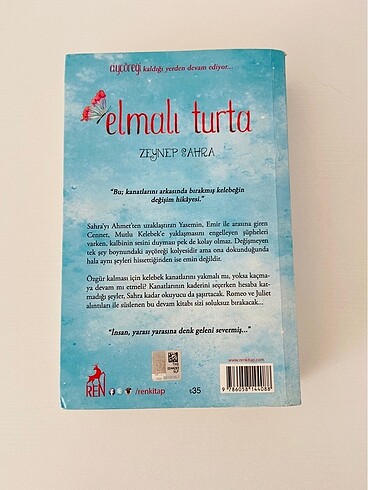 ayçöreği kaldığı yerden devam ediyor...
elmalı turta
ZEYNEP SAHRA
"Bu; kanatlarını arkasında bırakmış kelebeğin
değişim hikâyesi."
Sahra'yı Ahmet'ten uzaklaştıran Yasemin, Emir ile arasına giren
Cennet, Mutlu Kelebek'e yaklaşmasını engelleyen şüpheleri
varken, kalbinin sesini duyması pek de kolay olmaz. Değişmeyen
tek şey boynundaki ayçöreği kolyesidir ama ona dokunduğunda
hala aynı şeyleri hissettiğinden ise emin değildir.
Özgür kalması için kelebek kanatlarını yakmalı mı, yoksa kaçma-
ya devam mı etmeli? Kanatlarının kaderini seçerken hesaba kat-
madığı şeyler, Sahra kadar okuyucu da şaşırtacak. Romeo ve Juliet
alıntıları ile süslenen bu devam kitabı sizi soluksuz bırakacak...
"İnsan, yarası yarasına denk geleni severmiş..."
www.renkitap.com
REN
/renkitap
₺35
9 786058 144088